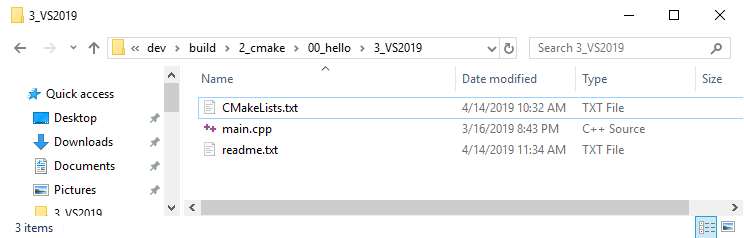 3_VS2019
« dev > build > 2_cmake > 00_hello > 3_VS2019 Search 3_VS2019
Name Date modified Type Size
Quick access
Desktop
Downloads
Documents
Pictures
3_VS2019
CMakeLists.txt 4/14/2019 10:32 AM TXT File
main.cpp 3/16/2019 8:43 PM C++ Source
readme.txt 4/14/2019 11:34 AM TXT File
3 items